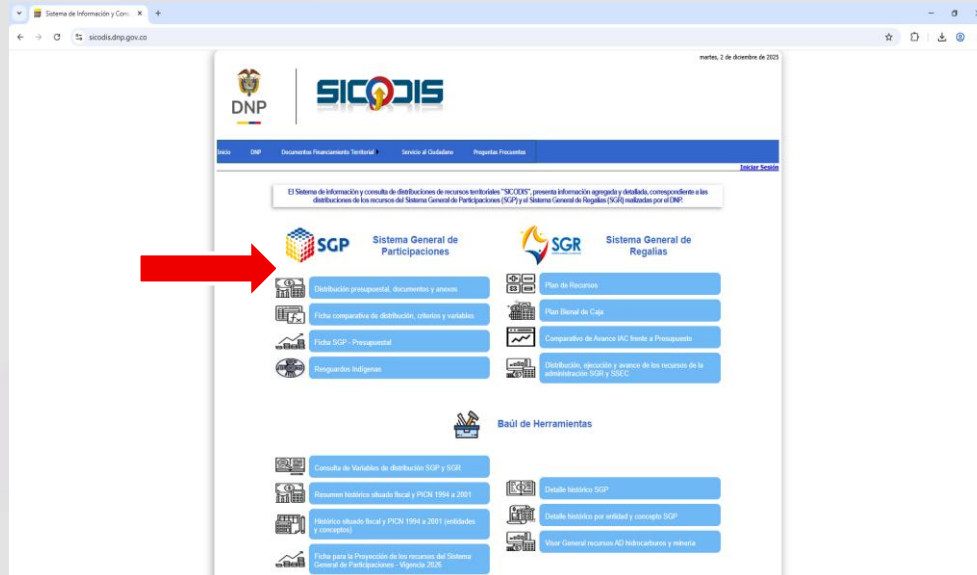 Sistema de Información y Cons
sicodis.dnp.gov.co
martes, 2 de diciembre de 2025
DNP
SICODIS
Inicio DNP Documentos Financiamiento Territorial Servicio al Ciudadano Preguntas Frecuentes
Iniciar Sesión
El Sistema de información y consulta de distribuciones de recursos territoriales "SICODIS", presenta información agregada y detallada, correspondiente a las
distribuciones de los recursos del Sistema General de Participaciones (SGP) y el Sistema General de Regalías (SGR) realizadas por el DNP.
SGP
Sistema General de
Participaciones
Distribución presupuestal, documentos y anexos
Ficha comparativa de distribución, criterios y variables
Ficha SGP - Presupuestal
Resguardos Indígenas
SGR
Sistema General de
Regalías
Plan de Recursos
Plan Bienal de Caja
Comparativo de Avance IAC frente a Presupuesto
Distribución, ejecución y avance de los recursos de la
administración SGR y SSEC
Baúl de Herramientas
Consulta de Variables de distribución SGP y SGR
Resumen histórico situado fiscal y PICN 1994 a 2001
Histórico situado fiscal y PICN 1994 a 2001 (entidades
y conceptos)
Ficha para la Proyección de los recursos del Sistema
General de Participaciones - Vigencia 2026
Detalle histórico SGP
Detalle histórico por entidad y concepto SGP
Visor General recursos AD hidrocarburos y minería